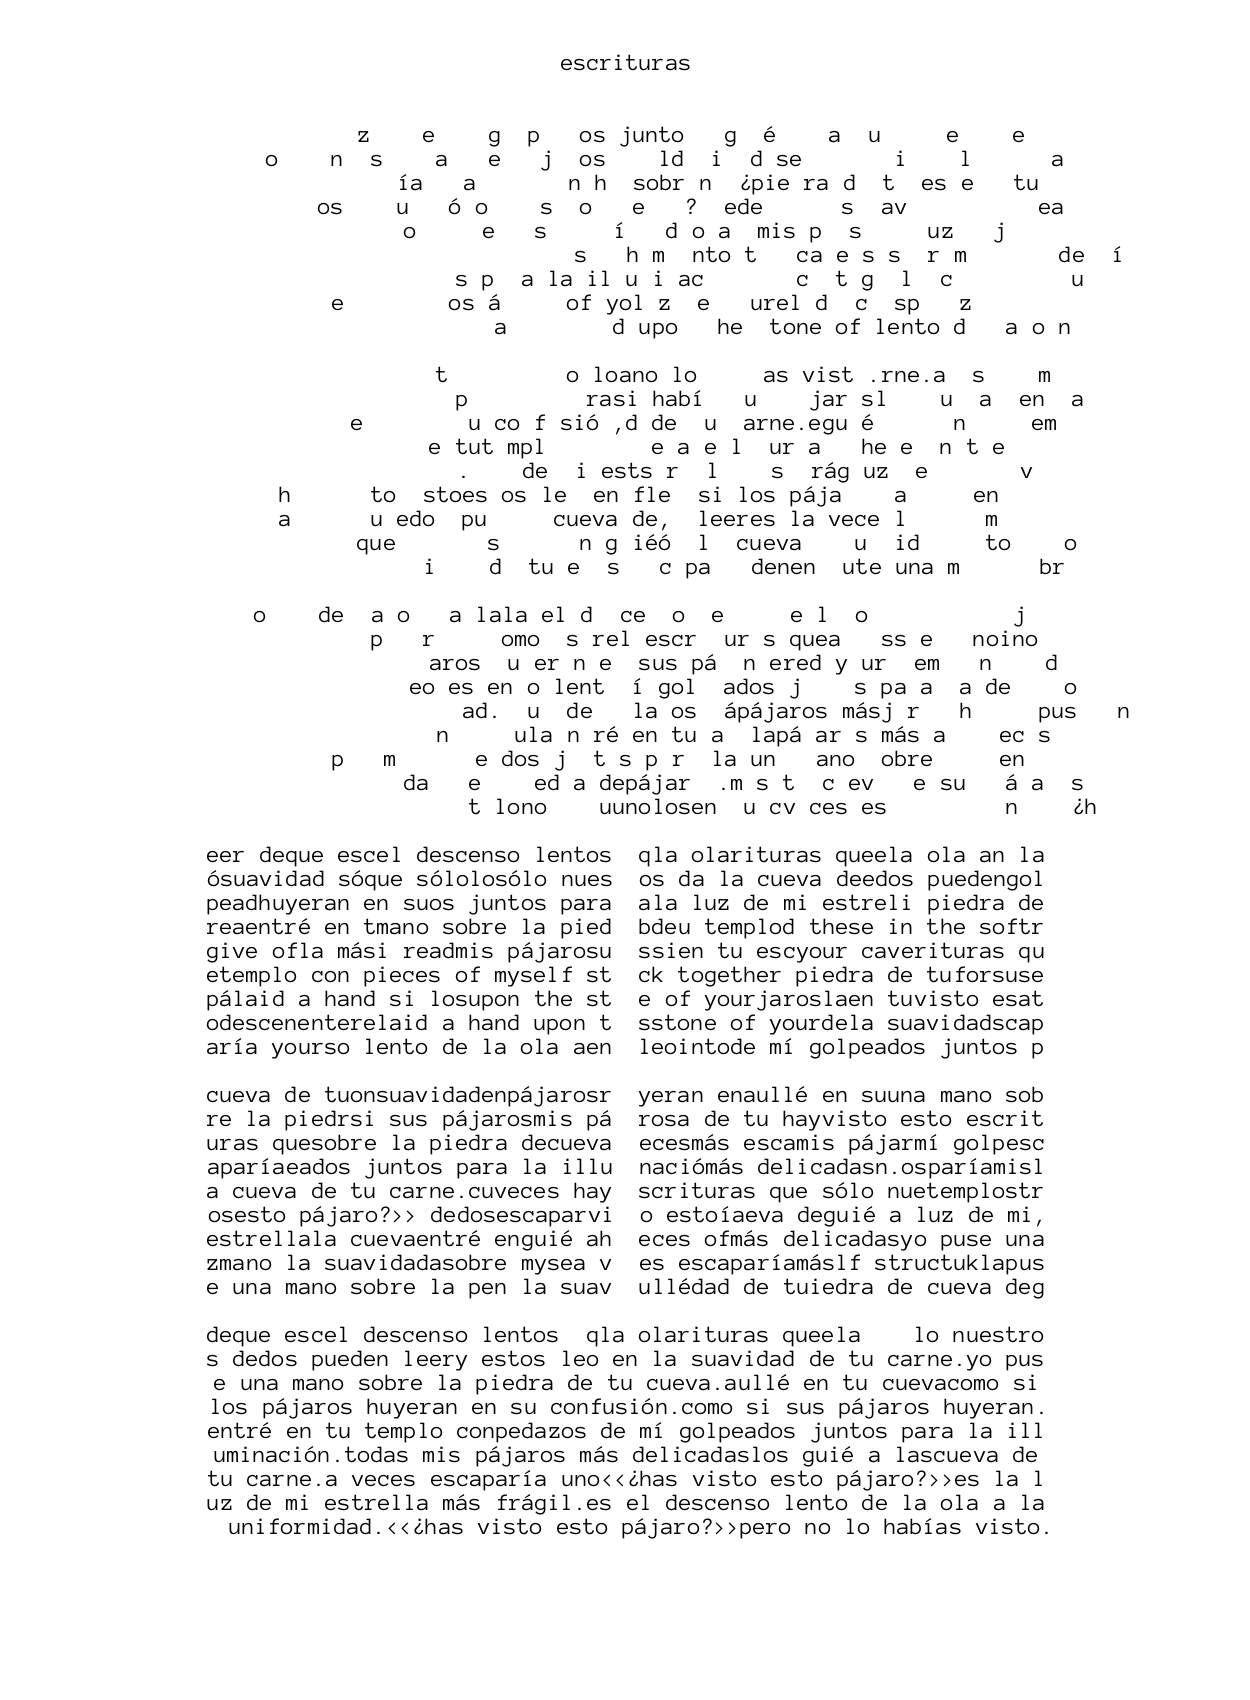 escrituras
z e g p os junto g é a u e e
o n s a e j os ld i d se i l a
ía a n h sobr n ¿pie ra d t es e tu
os u ó o s o e ? ede s av ea
o e s í d o a mis p s uz j
s h m nto t ca e s s r m de í
s p a la il u i ac c t g l c u
e os á of yol z e urel d c sp z
a d upo he tone of lento d a o n
t o loano lo as vist .rne.a s m
p rasi habí u jar sl u a en a
e u co f sió ,d de u arne.egu é n em
e tut mpl e a e l ur a he e n t e
. de i ests r l s rág uz e v
h to stoes os le en fle si los pája a en
a u edo pu cueva de, leeres la vece l m
que s n g iéó l cueva u id to o
i d tu e s c pa denen ute una m br
o de a o a lala el d ce o e e l o j
p r omo s rel escr ur s quea ss e noino
aros u er n e sus pá n ered y ur em n d
eo es en o lent í gol ados j s pa a a de o
ad. u de la os ápájaros másj r h pus n
n ula n ré en tu a lapá ar s más a ec s
p m e dos j t s p r la un ano obre en
da e ed a depájar .m s t c ev e su á a s
t lono uunolosen u cv ces es n ¿h
eer deque escel descenso lentos qla olarituras queela ola an la
ósuavidad sóque sólolosólo nues os da la cueva deedos puedengol
peadhuyeran en suos juntos para ala luz de mi estreli piedra de
reaentré en tmano sobre la pied bdeu templod these in the softr
give ofla mási readmis pájarosu ssien tu escyour caverituras qu
etemplo con pieces of myself st ck together piedra de tuforsuse
pálaid a hand si losupon the st e of yourjaroslaen tuvisto esat
odescenenterelaid a hand upon t sstone of yourdela suavidadscap
aría yourso lento de la ola aen leointode mí golpeados juntos p
cueva de tuonsuavidadenpájarosr yeran enaullé en suuna mano sob
re la piedrsi sus pájarosmis pá rosa de tu hayvisto esto escrit
uras quesobre la piedra decueva ecesmás escamis pájarmí golpesc
aparíaeados juntos para la illu naciómás delicadasn.osparíamisl
a cueva de tu carne.cuveces hay scrituras que sólo nuetemplostr
osesto pájaro?>> dedosescaparvi o estoíaeva deguié a luz de mi,
estrellala cuevaentré enguié ah eces ofmás delicadasyo puse una
zmano la suavidadasobre mysea v es escaparíamáslf structuklapus
e una mano sobre la pen la suav ullédad de tuiedra de cueva deg
deque escel descenso lentos qla olarituras queela lo nuestro
s dedos pueden leery estos leo en la suavidad de tu carne.yo pus
e una mano sobre la piedra de tu cueva.aullé en tu cuevacomo si
los pájaros huyeran en su confusión.como si sus pájaros huyeran.
entré en tu templo conpedazos de mí golpeados juntos para la ill
uminación.todas mis pájaros más delicadaslos guié a lascueva de
tu carne.a veces escaparía uno<<¿has visto esto pájaro?>>es la l
uz de mi estrella más frágil.es el descenso lento de la ola a la
uniformidad.<<¿has visto esto pájaro?>>pero no lo habías visto.